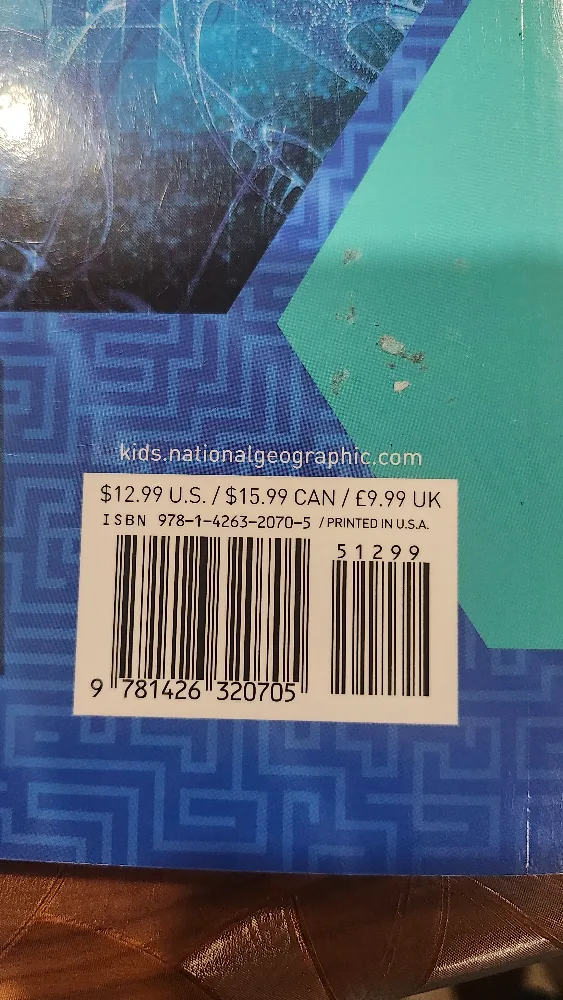 kids.nationalgeographic.com
$12.99 U.S. / $15.99 CAN / £9.99 UK
ISBN 978-1-4263-2070-5 / PRINTED IN U.S.A.
51299
9 781426 320705